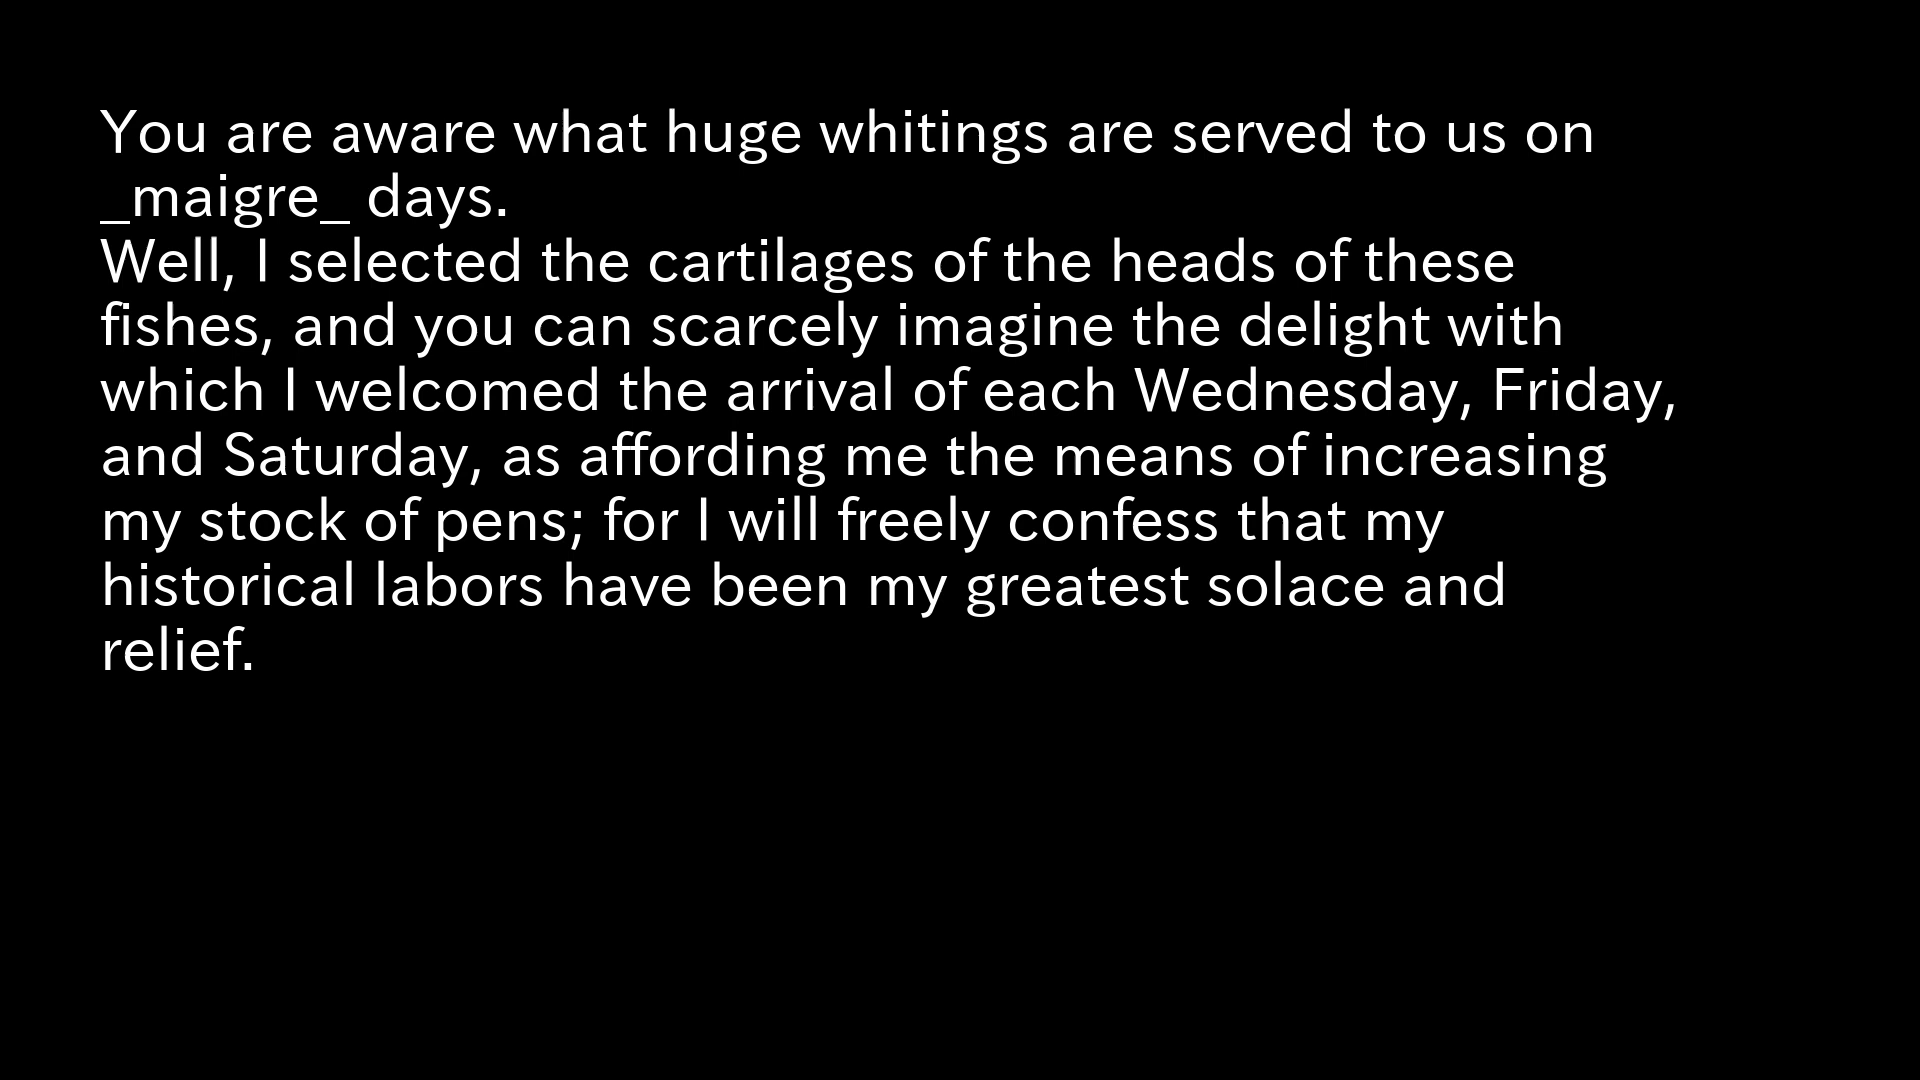 You are aware what huge whitings are served to us on
_maigre_ days.
Well, I selected the cartilages of the heads of these
fishes, and you can scarcely imagine the delight with
which I welcomed the arrival of each Wednesday, Friday,
and Saturday, as affording me the means of increasing
my stock of pens; for I will freely confess that my
historical labors have been my greatest solace and
relief.